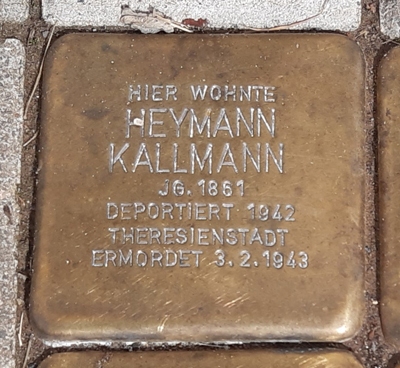 HIER WOHNTE
HEYMANN
KALLMANN
JG. 1861
DEPORTIERT 1942
THERESIENSTADT
ERMORDET 3.2.1943